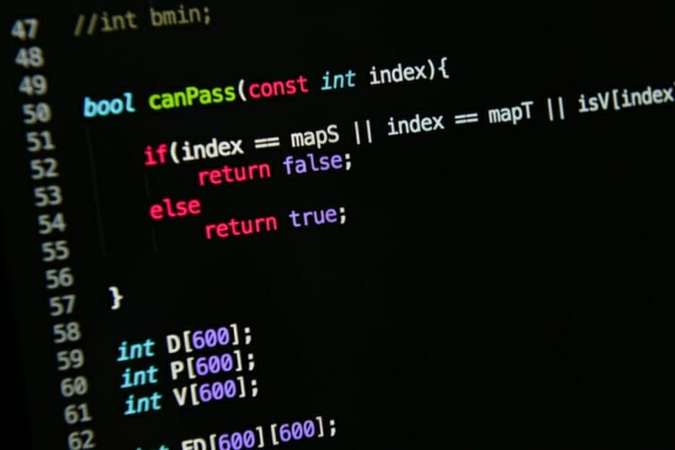 47 //int bmin;
48
49
50 bool canPass(const int index){
51
52 if(index == mapS || index == mapT || isV[index
53 return false;
54 else
55 return true;
56
57 }
58
59 int D[600];
60 int P[600];
61 int V[600];
62
int FD[600][600];